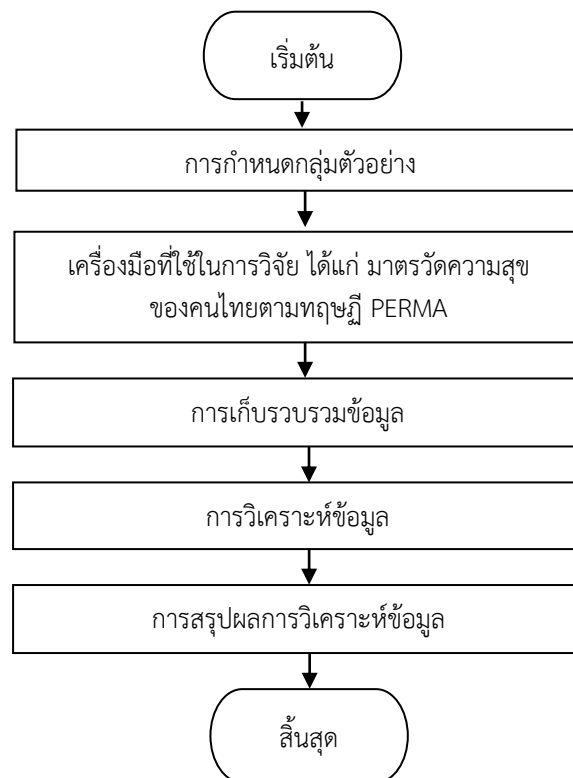 เริ่มต้น
การกำหนดกลุ่มตัวอย่าง
เครื่องมือที่ใช้ในการวิจัย ได้แก่ มาตรวัดความสุข
ของคนไทยตามทฤษฎี PERMA
การเก็บรวบรวมข้อมูล
การวิเคราะห์ข้อมูล
การสรุปผลการวิเคราะห์ข้อมูล
สิ้นสุด